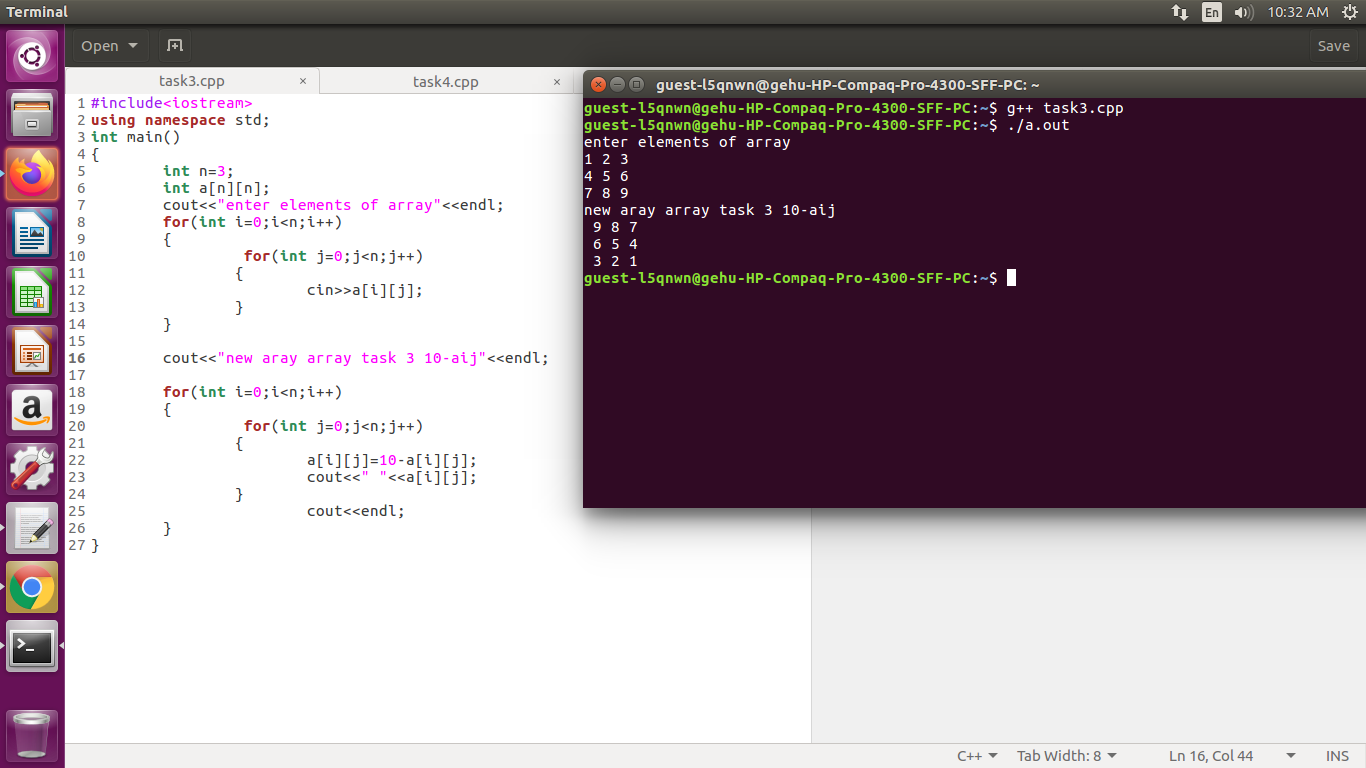 Terminal
En
10:32 AM
Open
Save
task3.cpp ×
task4.cpp ×
1 #include<iostream>
2 using namespace std;
3 int main()
4 {
5 int n=3;
6 int a[n][n];
7 cout<<"enter elements of array"<<endl;
8 for(int i=0;i<n;i++)
9 {
10 for(int j=0;j<n;j++)
11 {
12 cin>>a[i][j];
13 }
14 }
15
16 cout<<"new aray array task 3 10-aij"<<endl;
17
18 for(int i=0;i<n;i++)
19 {
20 for(int j=0;j<n;j++)
21 {
22 a[i][j]=10-a[i][j];
23 cout<<" "<<a[i][j];
24 }
25 cout<<endl;
26 }
27 }
guest-l5qnwn@gehu-HP-Compaq-Pro-4300-SFF-PC: ~
guest-l5qnwn@gehu-HP-Compaq-Pro-4300-SFF-PC:~$ g++ task3.cpp
guest-l5qnwn@gehu-HP-Compaq-Pro-4300-SFF-PC:~$ ./a.out
enter elements of array
1 2 3
4 5 6
7 8 9
new aray array task 3 10-aij
9 8 7
6 5 4
3 2 1
guest-l5qnwn@gehu-HP-Compaq-Pro-4300-SFF-PC:~$
C++
Tab Width: 8
Ln 16, Col 44
INS